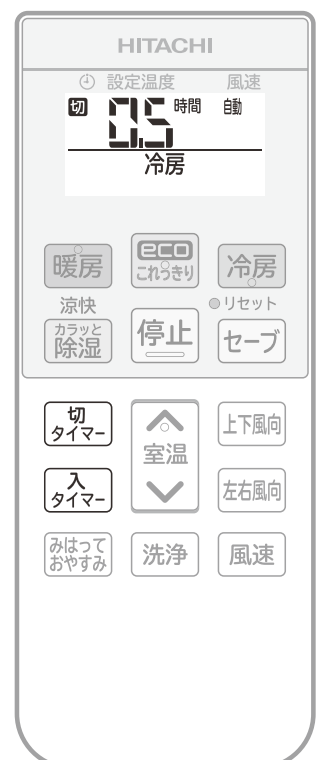 HITACHI
設定温度 風速
切 0.5 時間 自動
冷房
暖房 eco これっきり 冷房
涼快 リセット
カラッと 除湿 停止 セーブ
切タイマー 室温 上下風向
入タイマー 左右風向
みはっておやすみ 洗浄 風速